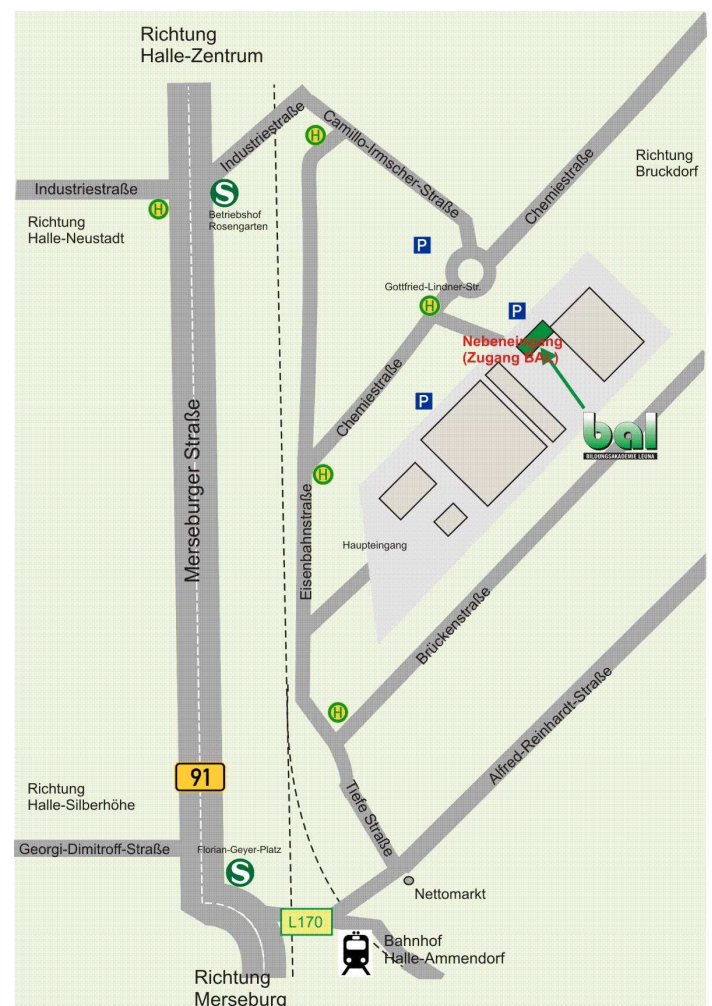 Richtung
Halle-Zentrum
Industriestraße
Camillo-Irmscher-Straße
H
Chemiestraße
Richtung
Bruckdorf
Industriestraße
S
H
Betriebshof
Rosengarten
Richtung
Halle-Neustadt
P
Gottfried-Lindner-Str.
H
P
Nebeneingang
(Zugang BAL)
Chemiestraße
P
bal
BILDUNGSAKADEMIE LEUNA
Merseburger Straße
H
Eisenbahnstraße
Haupteingang
Brückenstraße
H
Alfred-Reinhardt-Straße
91
Richtung
Halle-Silberhöhe
Tiefe Straße
Georgi-Dimitroff-Straße
Florian-Geyer-Platz
S
Nettomarkt
L170
Bahnhof
Halle-Ammendorf
Richtung
Merseburg